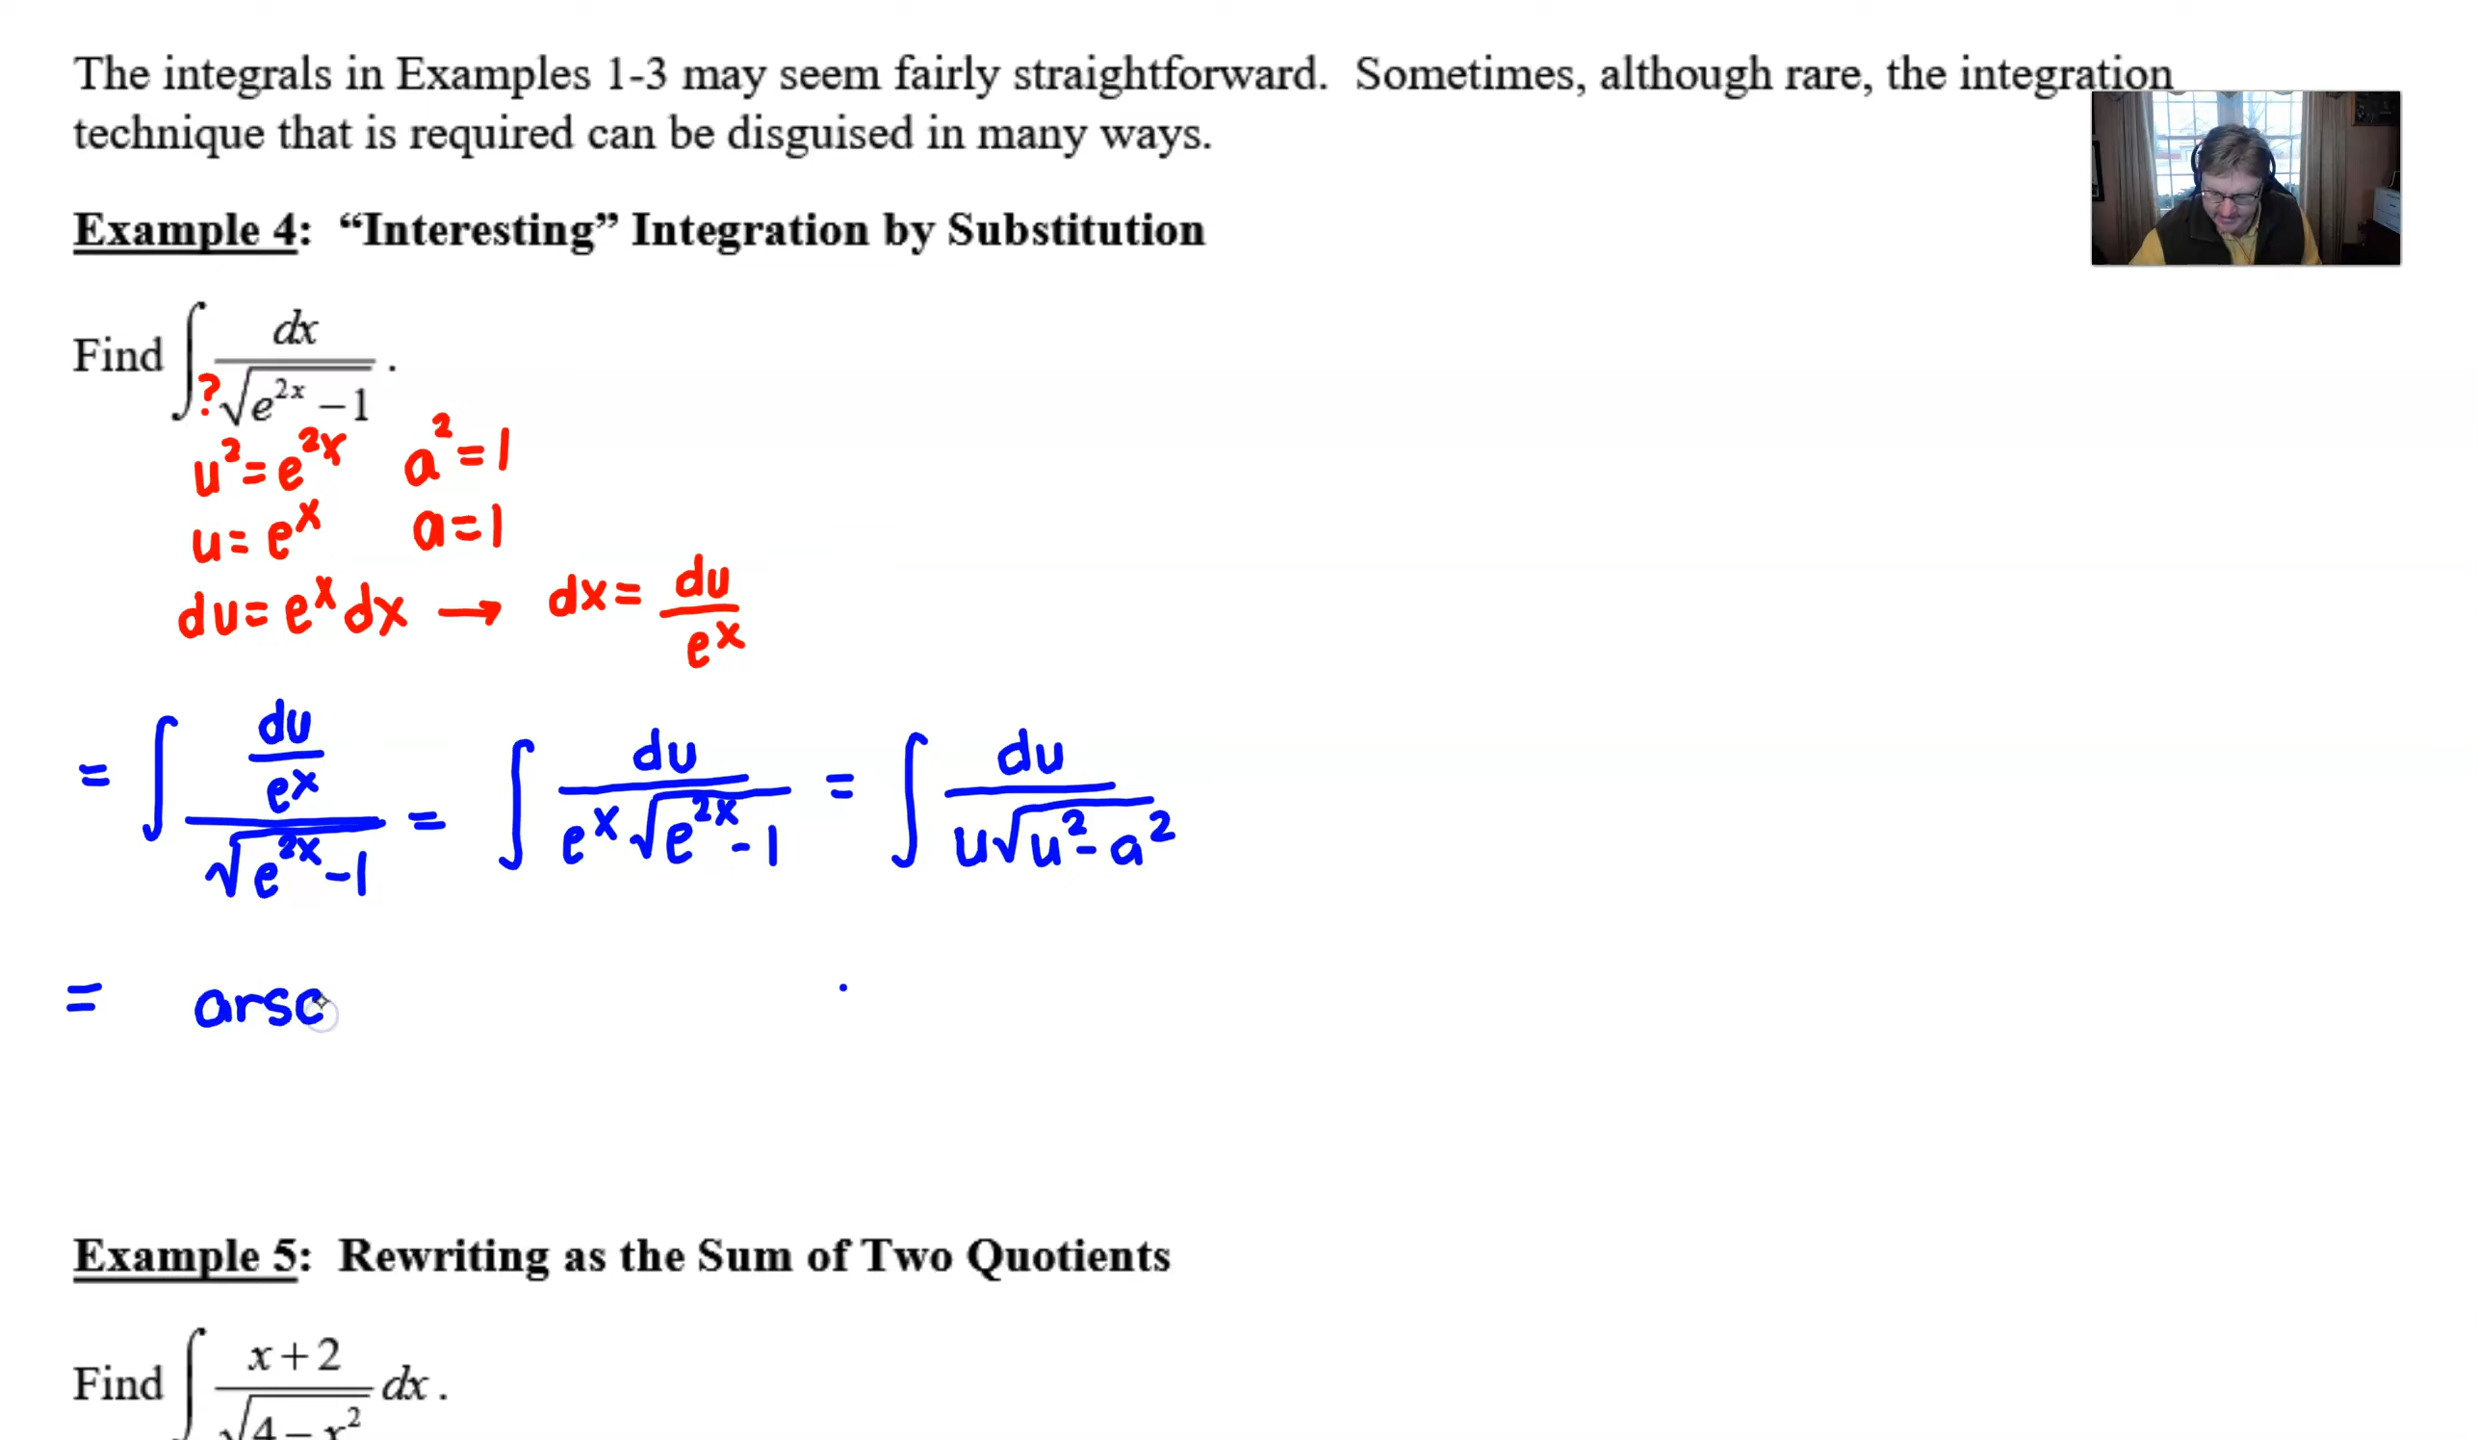 The integrals in Examples 1-3 may seem fairly straightforward. Sometimes, although rare, the integration
technique that is required can be disguised in many ways.
Example 4: “Interesting” Integration by Substitution
Find ∫ dx / ?√(e^{2x} − 1) .
u² = e^{2x} a² = 1
u = e^x a = 1
du = e^x dx → dx = du / e^x
= ∫ (du / e^x) / √(e^{2x} − 1) = ∫ du / (e^x √(e^{2x} − 1)) = ∫ du / (u√(u² − a²))
= arsc
Example 5: Rewriting as the Sum of Two Quotients
Find ∫ (x + 2) / √(4 − x²) dx .